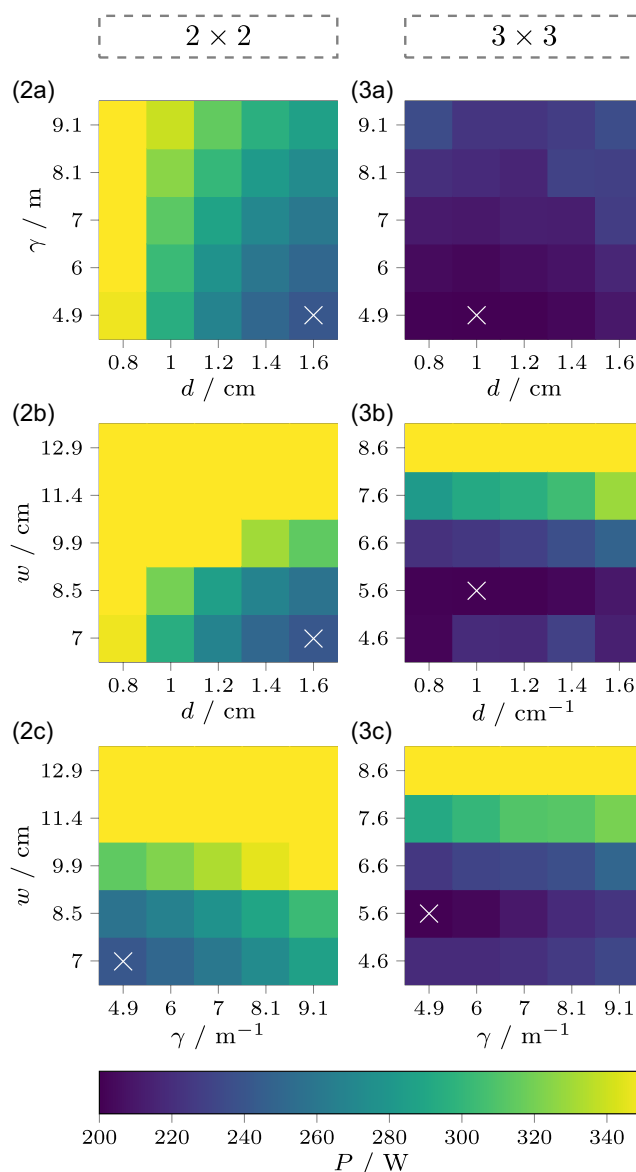 2 × 2 3 × 3
(2a) (3a)
γ / m
9.1
8.1
7
6
4.9
0.8 1 1.2 1.4 1.6 0.8 1 1.2 1.4 1.6
d / cm d / cm
(2b) (3b)
w / cm
12.9 8.6
11.4 7.6
9.9 6.6
8.5 5.6
7 4.6
0.8 1 1.2 1.4 1.6 0.8 1 1.2 1.4 1.6
d / cm d / cm⁻¹
(2c) (3c)
w / cm
12.9 8.6
11.4 7.6
9.9 6.6
8.5 5.6
7 4.6
4.9 6 7 8.1 9.1 4.9 6 7 8.1 9.1
γ / m⁻¹ γ / m⁻¹
200 220 240 260 280 300 320 340
P / W